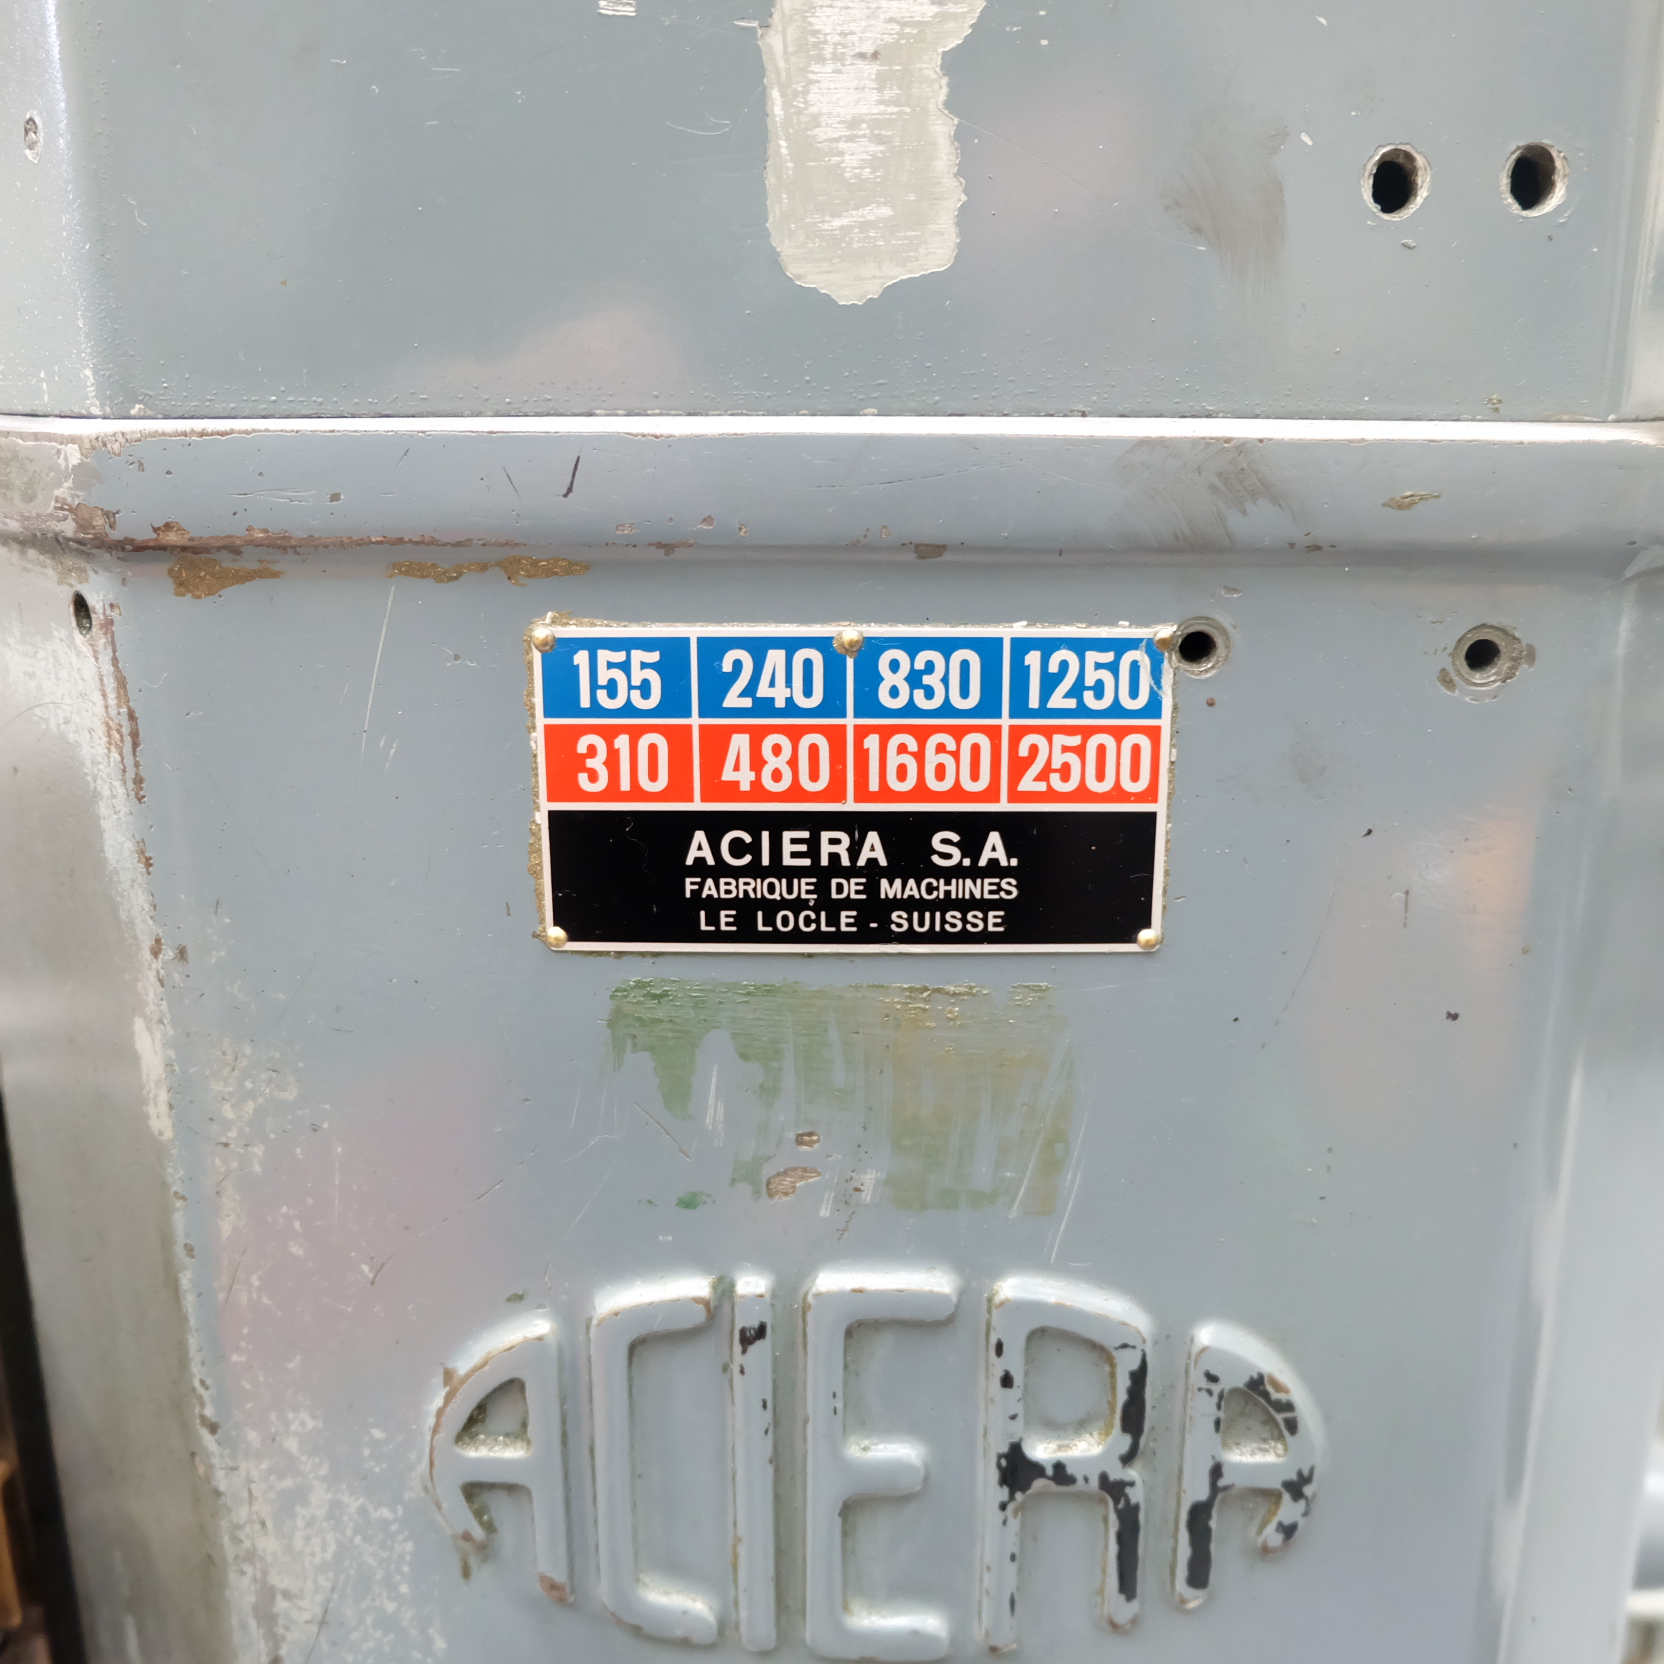 155 240 830 1250
310 480 1660 2500
ACIERA S.A.
FABRIQUE DE MACHINES
LE LOCLE - SUISSE
ACIERA